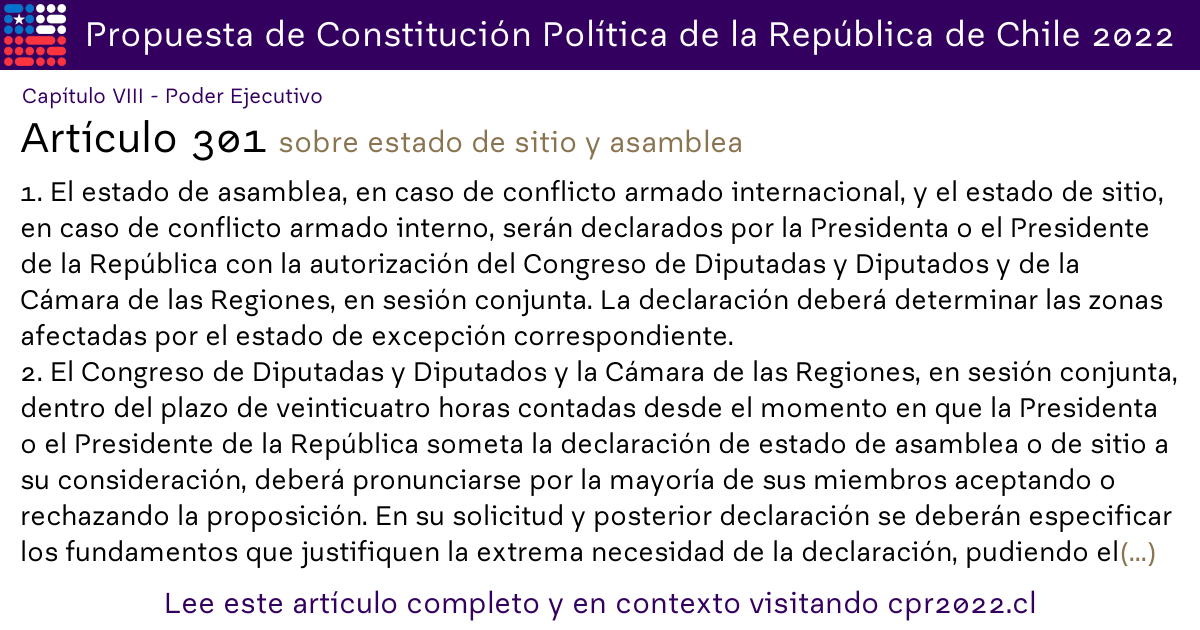 Propuesta de Constitución Política de la República de Chile 2022
Capítulo VIII - Poder Ejecutivo
Artículo 301 sobre estado de sitio y asamblea
1. El estado de asamblea, en caso de conflicto armado internacional, y el estado de sitio,
en caso de conflicto armado interno, serán declarados por la Presidenta o el Presidente
de la República con la autorización del Congreso de Diputadas y Diputados y de la
Cámara de las Regiones, en sesión conjunta. La declaración deberá determinar las zonas
afectadas por el estado de excepción correspondiente.
2. El Congreso de Diputadas y Diputados y la Cámara de las Regiones, en sesión conjunta,
dentro del plazo de veinticuatro horas contadas desde el momento en que la Presidenta
o el Presidente de la República someta la declaración de estado de asamblea o de sitio a
su consideración, deberá pronunciarse por la mayoría de sus miembros aceptando o
rechazando la proposición. En su solicitud y posterior declaración se deberán especificar
los fundamentos que justifiquen la extrema necesidad de la declaración, pudiendo el(...)
Lee este artículo completo y en contexto visitando cpr2022.cl